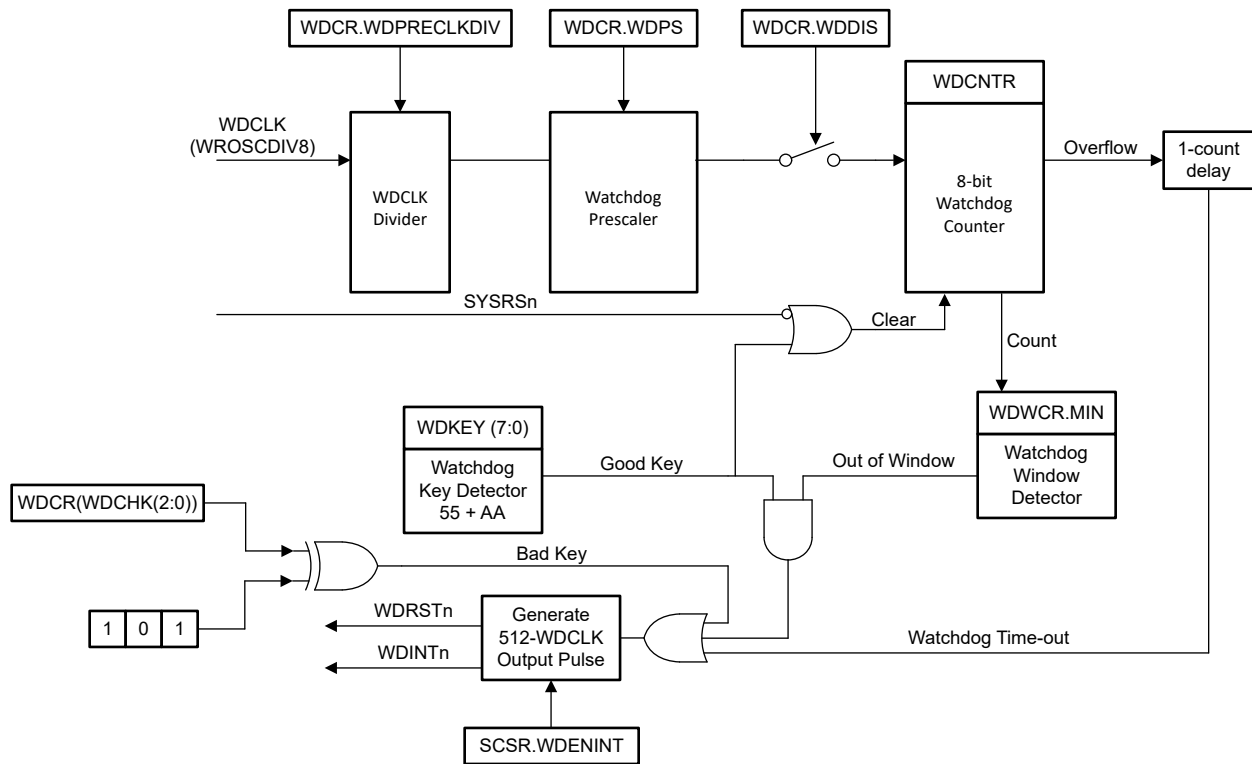 WDCR.WDPRECLKDIV
WDCR.WDPS
WDCR.WDDIS
WDCNTR
WDCLK
(WROSCDIV8)
Overflow
1-count
delay
WDCLK
Divider
Watchdog
Prescaler
8-bit
Watchdog
Counter
SYSRSn
Clear
Count
WDKEY (7:0)
Watchdog
Key Detector
55 + AA
Good Key
Out of Window
WDWCR.MIN
Watchdog
Window
Detector
WDCR(WDCHK(2:0))
Bad Key
1 0 1
WDRSTn
WDINTn
Generate
512-WDCLK
Output Pulse
Watchdog Time-out
SCSR.WDENINT